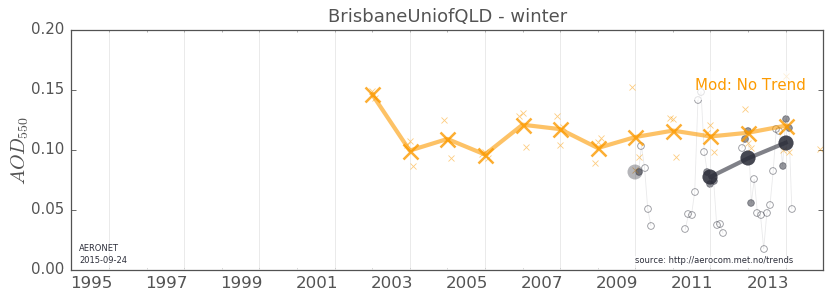 BrisbaneUniofQLD - winter
0.20
0.15
0.10
0.05
0.00
AOD550
Mod: No Trend
AERONET
2015-09-24
source: http://aerocom.met.no/trends
1995 1997 1999 2001 2003 2005 2007 2009 2011 2013